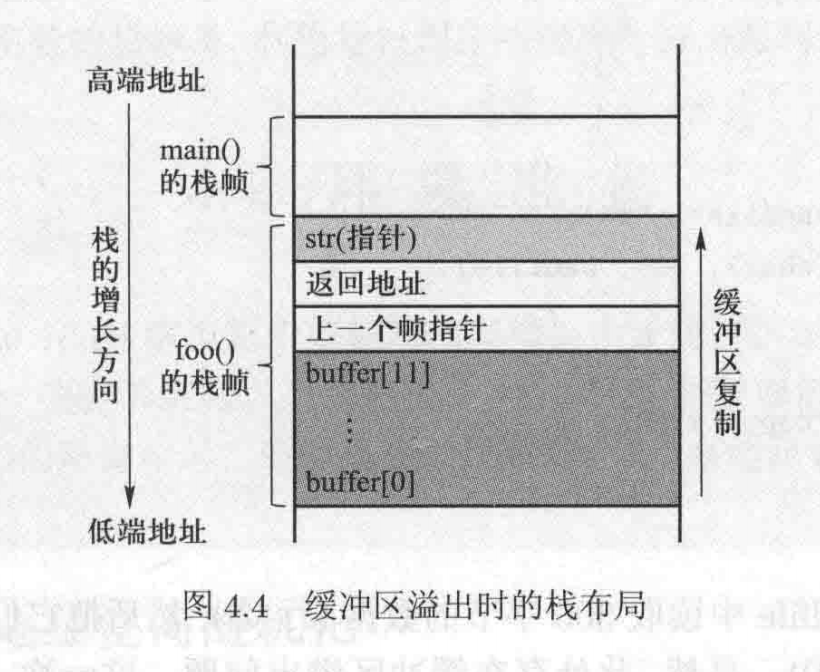 高端地址
main()
的栈帧
str(指针)
返回地址
上一个帧指针
buffer[11]
⋮
buffer[0]
foo()
的栈帧
栈的增长方向
缓冲区复制
低端地址
图 4.4 缓冲区溢出时的栈布局